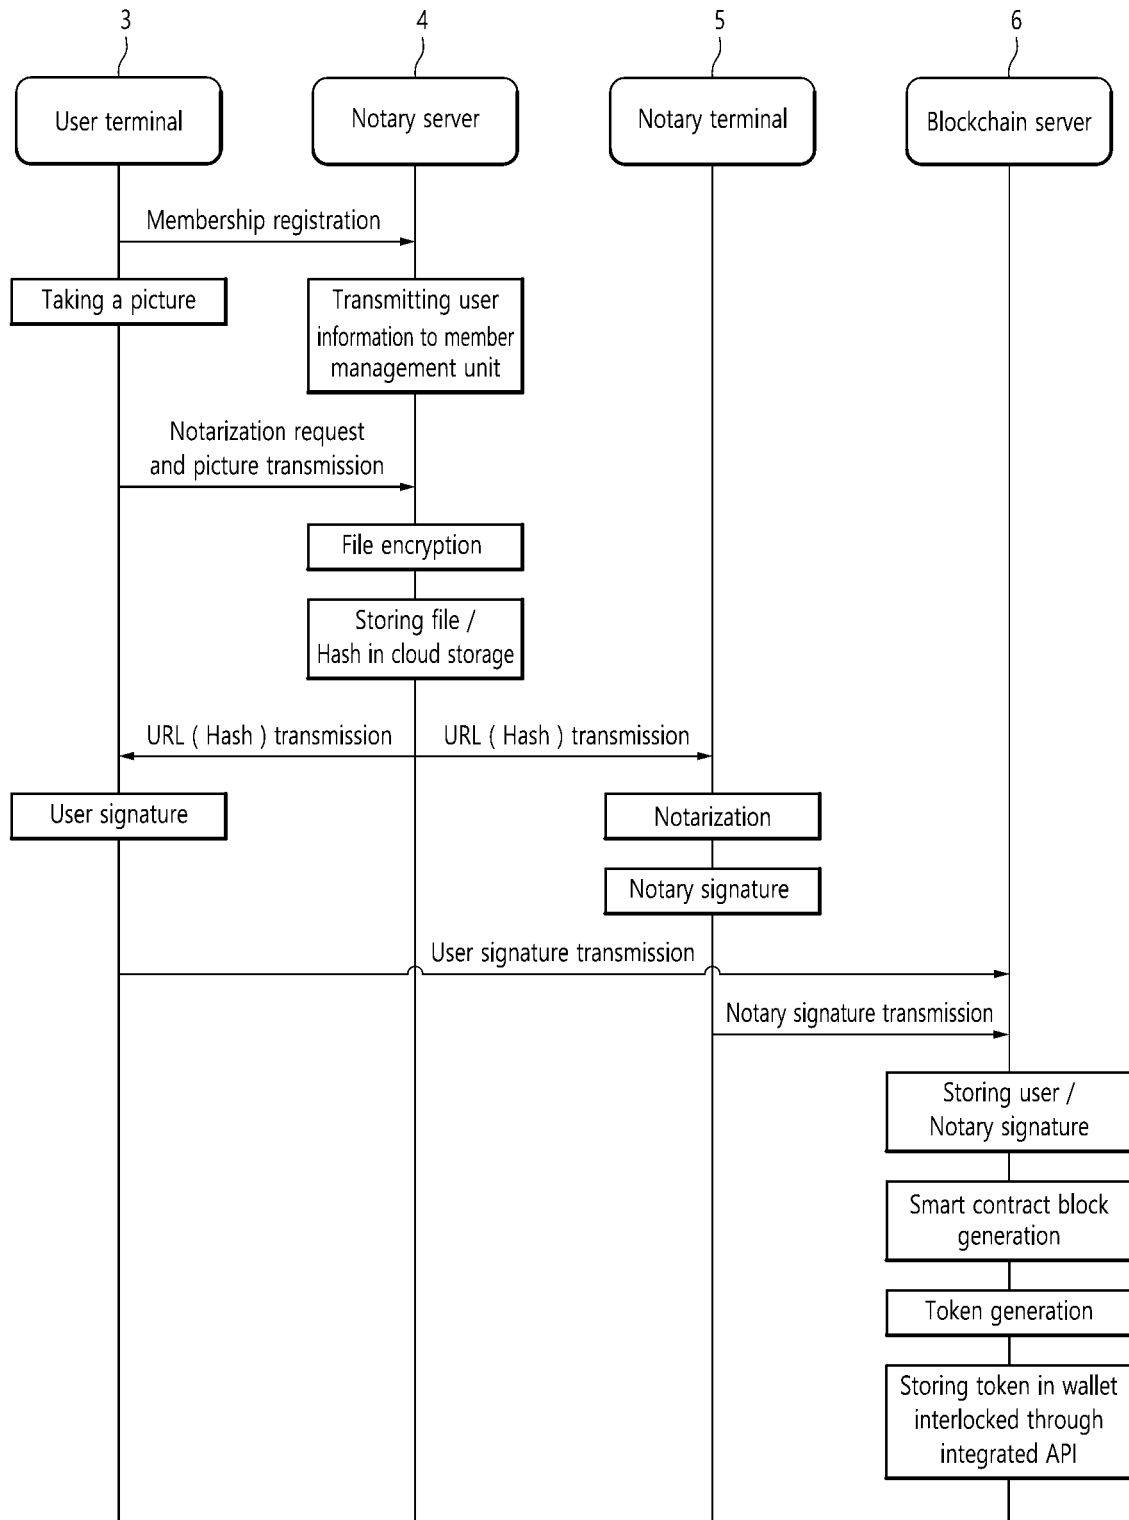 3
4
5
6
User terminal
Notary server
Notary terminal
Blockchain server
Membership registration
Taking a picture
Transmitting user
information to member
management unit
Notarization request
and picture transmission
File encryption
Storing file /
Hash in cloud storage
URL ( Hash ) transmission
URL ( Hash ) transmission
User signature
Notarization
Notary signature
User signature transmission
Notary signature transmission
Storing user /
Notary signature
Smart contract block
generation
Token generation
Storing token in wallet
interlocked through
integrated API